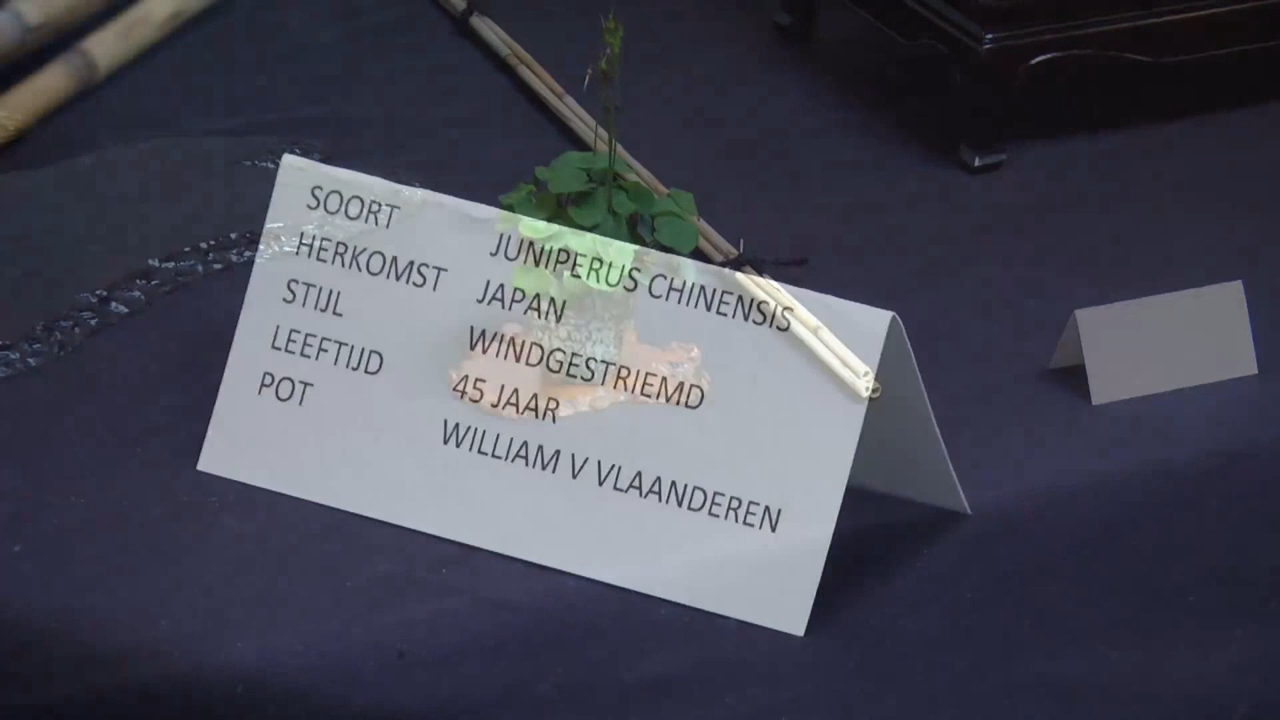 SOORT JUNIPERUS CHINENSIS
HERKOMST JAPAN
STIJL WINDGESTRIEMD
LEEFTIJD 45 JAAR
POT WILLIAM V VLAANDEREN